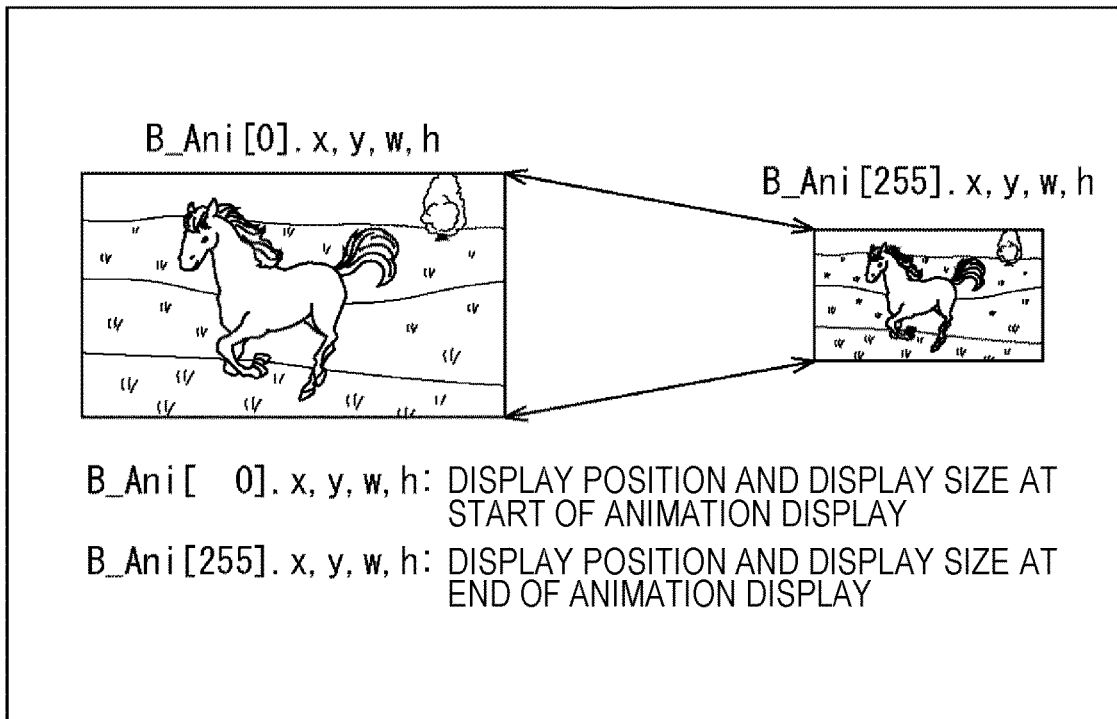 B_Ani[0].x,y,w,h
B_Ani[255].x,y,w,h
B_Ani[  0].x,y,w,h: DISPLAY POSITION AND DISPLAY SIZE AT
START OF ANIMATION DISPLAY
B_Ani[255].x,y,w,h: DISPLAY POSITION AND DISPLAY SIZE AT
END OF ANIMATION DISPLAY